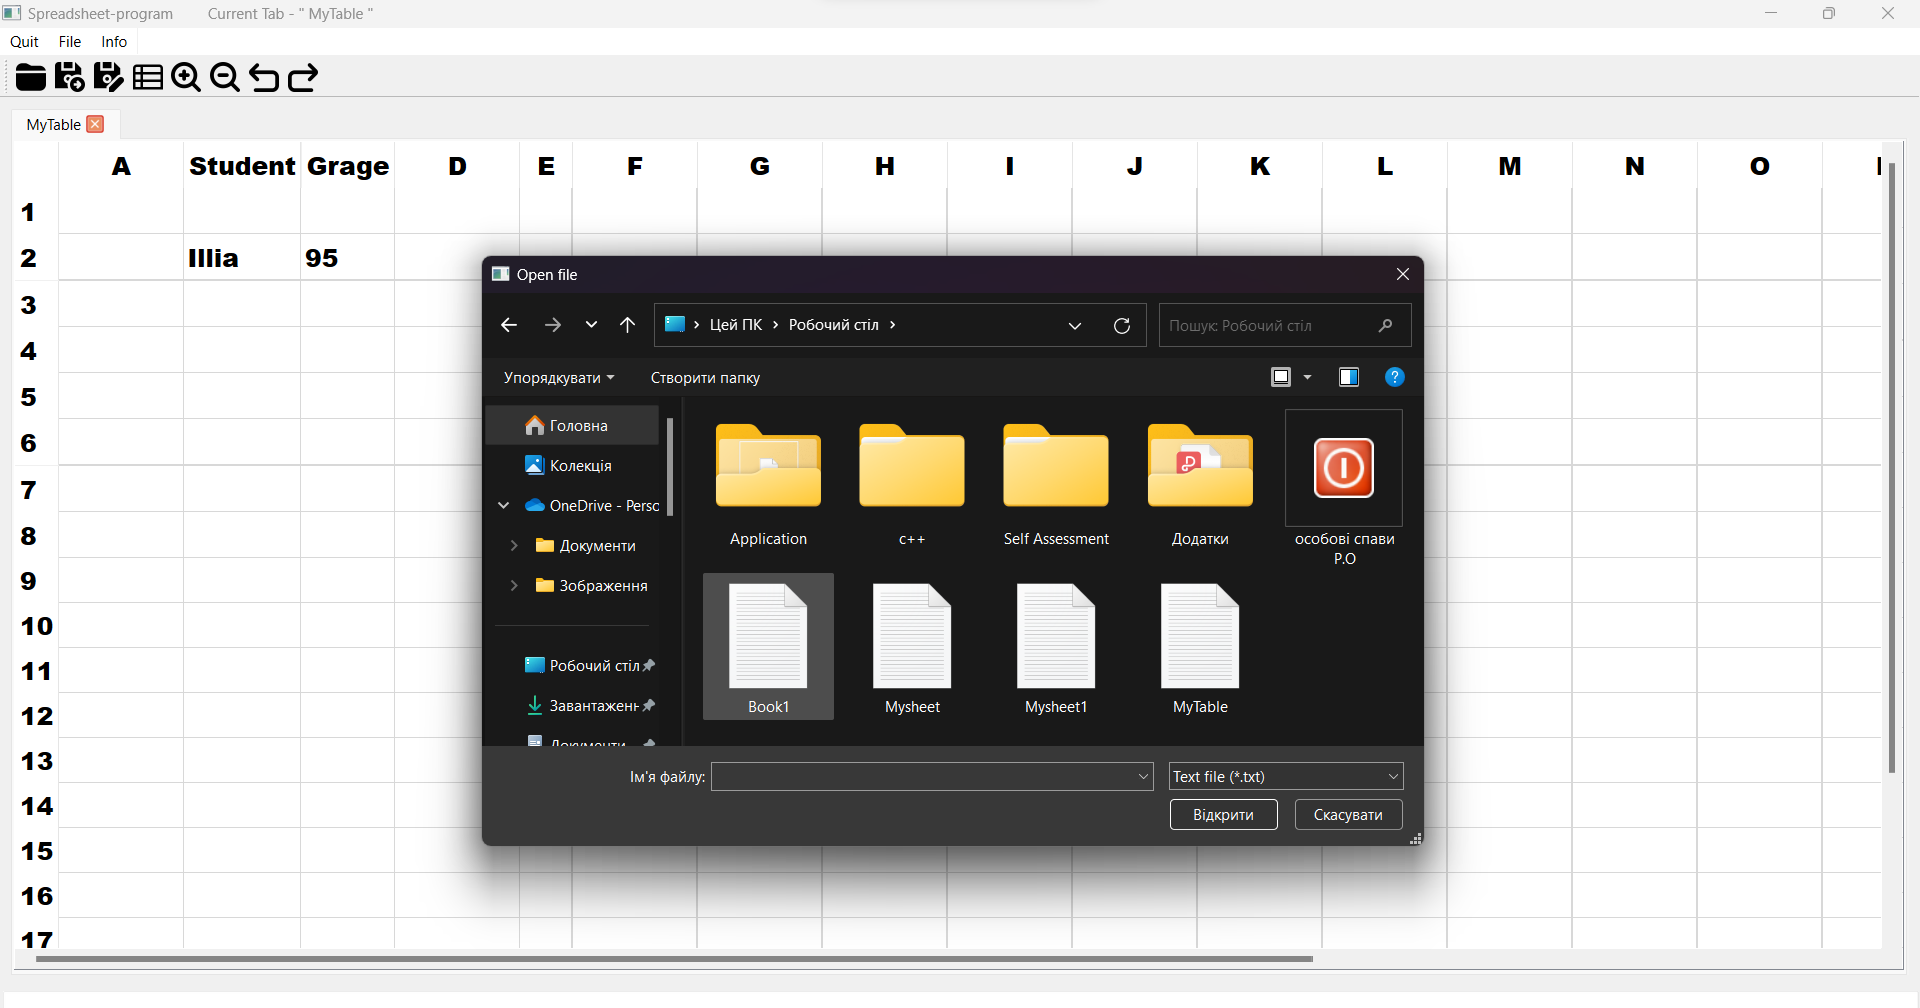 Spreadsheet-program Current Tab - " MyTable "
Quit File Info
MyTable
A Student Grage D E F G H I J K L M N O
1
2 Illia 95
3
4
5
6
7
8
9
10
11
12
13
14
15
16
17
Open file
Цей ПК Робочий стіл
Пошук: Робочий стіл
Упорядкувати Створити папку
Головна
Колекція
OneDrive - Persc
Документи
Зображення
Робочий стіл
Завантажен
Документи
Application с++ Self Assessment Додатки особові спави
Р.О
Book1 Mysheet Mysheet1 MyTable
Ім'я файлу: Text file (*.txt)
Відкрити Скасувати